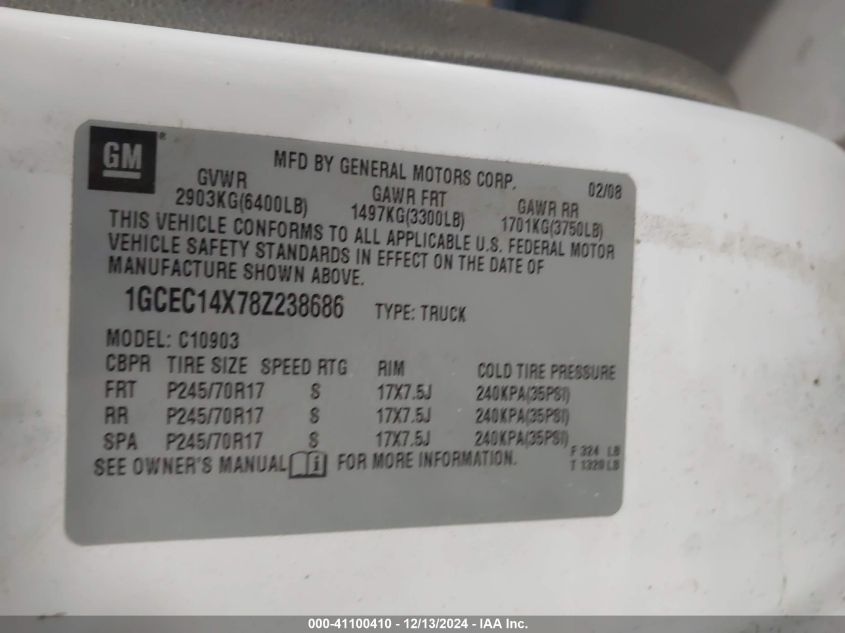 GM®
MFD BY GENERAL MOTORS CORP. 02/08
GVWR GAWR FRT GAWR RR
2903KG(6400LB) 1497KG(3300LB) 1701KG(3750LB)
THIS VEHICLE CONFORMS TO ALL APPLICABLE U.S. FEDERAL MOTOR
VEHICLE SAFETY STANDARDS IN EFFECT ON THE DATE OF
MANUFACTURE SHOWN ABOVE.
1GCEC14X78Z238686 TYPE: TRUCK
MODEL: C10903
CBPR TIRE SIZE SPEED RTG RIM COLD TIRE PRESSURE
FRT P245/70R17 S 17X7.5J 240KPA(35PSI)
RR P245/70R17 S 17X7.5J 240KPA(35PSI)
SPA P245/70R17 S 17X7.5J 240KPA(35PSI)
SEE OWNER'S MANUAL i FOR MORE INFORMATION.
F 324 LB
T 1320 LB
000-41100410 - 12/13/2024 - IAA Inc.